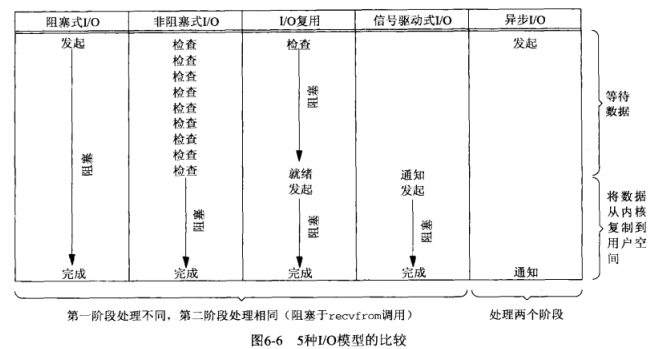 阻塞式I/O 非阻塞式I/O I/O复用 信号驱动式I/O 异步I/O
发起 检查 检查 发起
检查
检查
检查
检查
检查
检查
检查
检查
阻塞
阻塞
等待
数据
就绪 通知
发起 发起
阻塞
阻塞
阻塞
将数据
从内核
复制到
用户空
间
完成 完成 完成 完成 通知
第一阶段处理不同，第二阶段处理相同（阻塞于recvfrom调用） 处理两个阶段
图6-6 5种I/O模型的比较